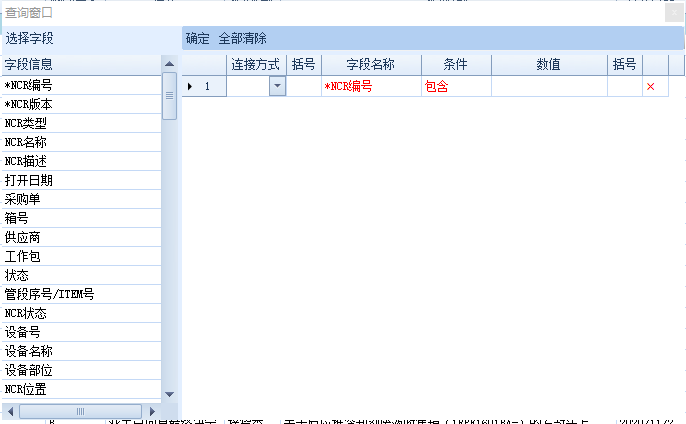 查询窗口
选择字段
确定 全部清除
字段信息
连接方式 括号 字段名称 条件 数值 括号
1 *NCR编号 包含 ×
*NCR编号
*NCR版本
NCR类型
NCR名称
NCR描述
打开日期
采购单
箱号
供应商
工作包
状态
管段序号/ITEM号
NCR状态
设备号
设备名称
设备部位
NCR位置